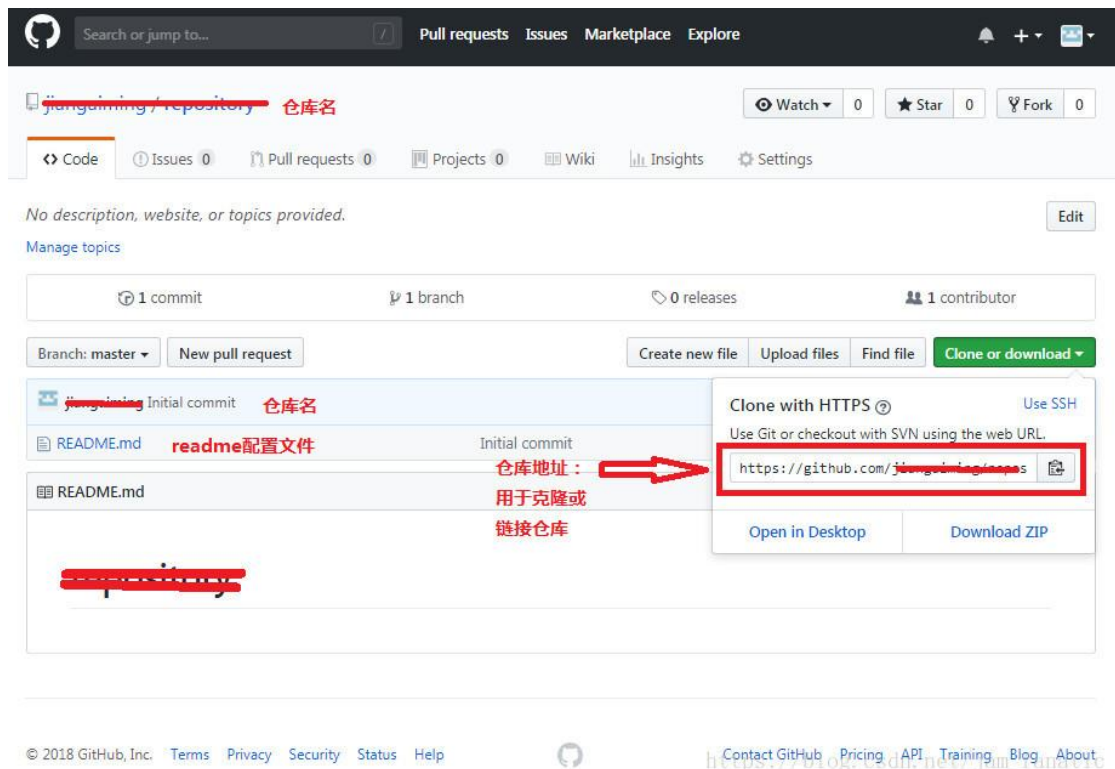 Search or jump to... / Pull requests Issues Marketplace Explore
仓库名 Watch 0 Star 0 Fork 0
Code Issues 0 Pull requests 0 Projects 0 Wiki Insights Settings
No description, website, or topics provided. Edit
Manage topics
1 commit 1 branch 0 releases 1 contributor
Branch: master New pull request Create new file Upload files Find file Clone or download
Initial commit 仓库名
README.md readme配置文件 Initial commit
Clone with HTTPS Use SSH
Use Git or checkout with SVN using the web URL.
仓库地址：
用于克隆或
链接仓库
https://github.com/
Open in Desktop Download ZIP
README.md
© 2018 GitHub, Inc. Terms Privacy Security Status Help Contact GitHub Pricing API Training Blog About